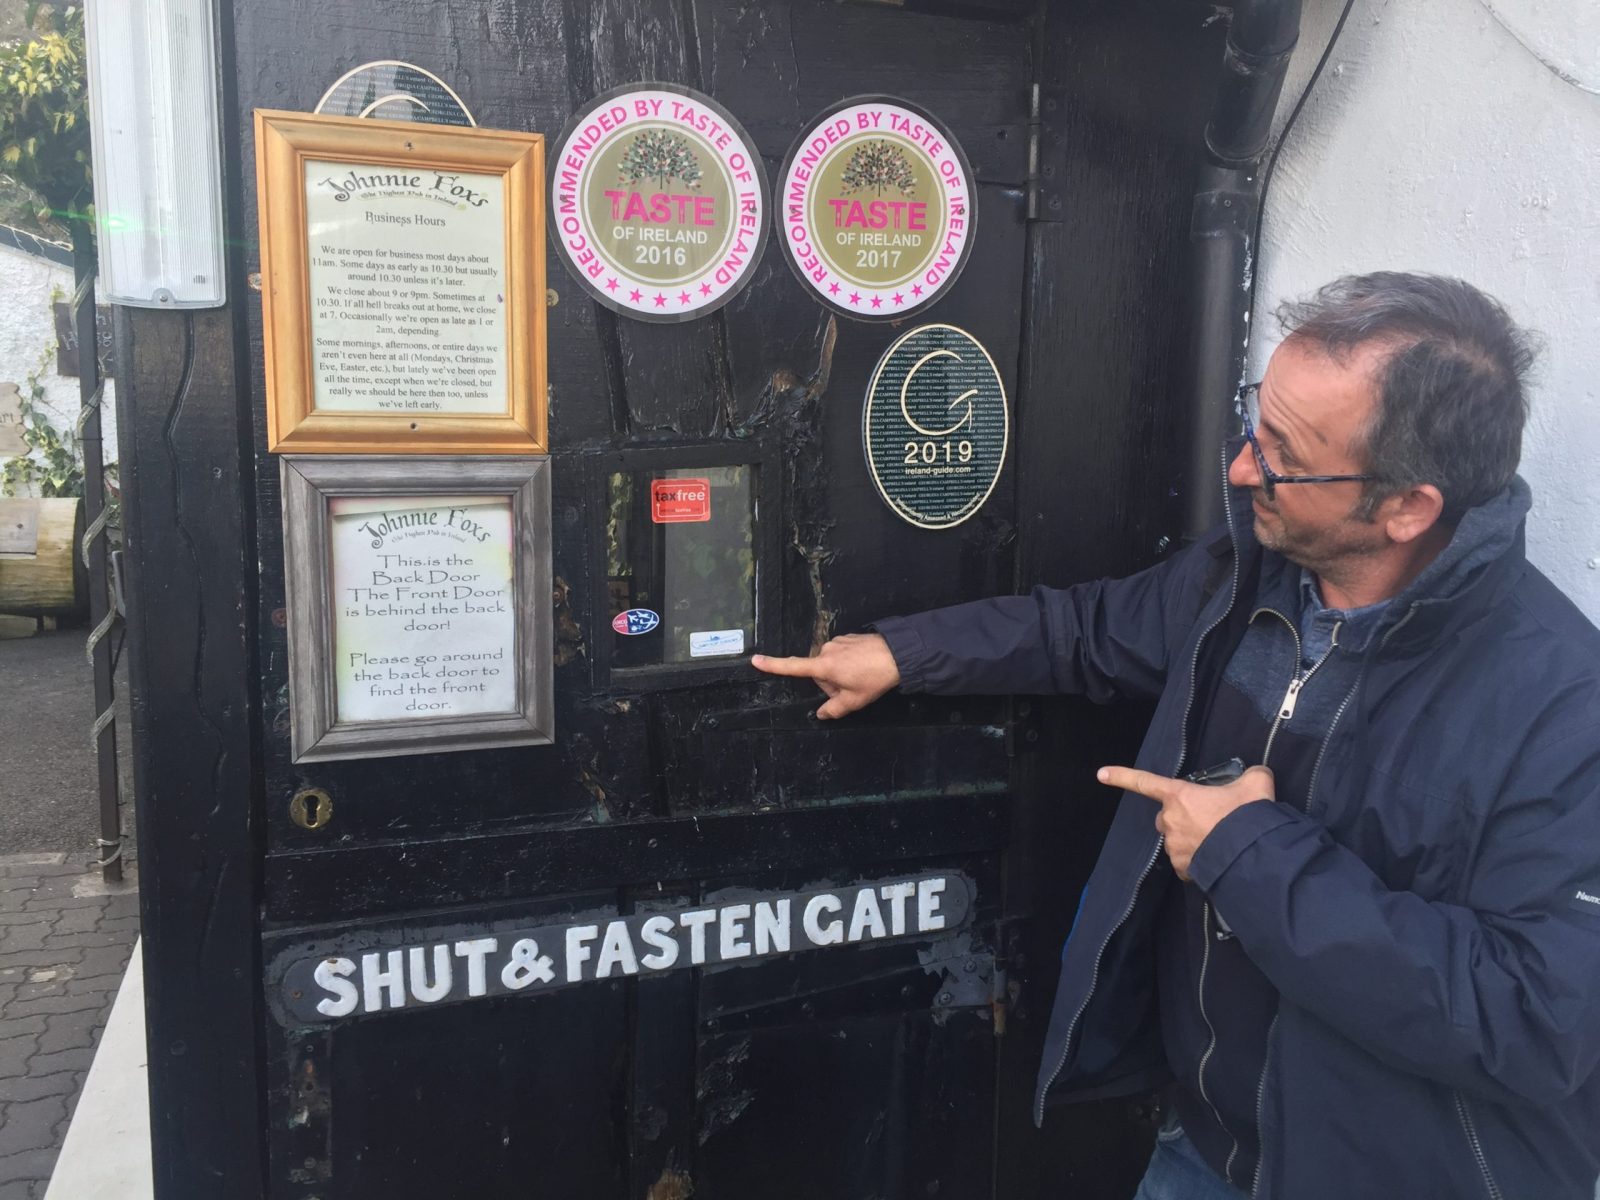 Johnnie Foxs
The Highest Pub in Ireland
Business Hours
We are open for business most days about
11am. Some days as early as 10.30 but usually
around 10.30 unless it's later.
We close about 9 or 9pm. Sometimes at
10.30. If all hell breaks out at home, we close
at 7. Occasionally we're open as late as 1 or
2am, depending.
Some mornings, afternoons, or entire days we
aren't even here at all (Mondays, Christmas
Eve, Easter, etc.), but lately we've been open
all the time, except when we're closed, but
really we should be here then too, unless
we've left early.
RECOMMENDED BY TASTE OF IRELAND
TASTE
OF IRELAND
2016
RECOMMENDED BY TASTE OF IRELAND
TASTE
OF IRELAND
2017
GEORGINA CAMPBELL'S ireland
2019
ireland-guide.com
taxfree
Johnnie Foxs
The Highest Pub in Ireland
This is the
Back Door
The Front Door
is behind the back
door!
Please go around
the back door to
find the front
door.
SHUT & FASTEN GATE